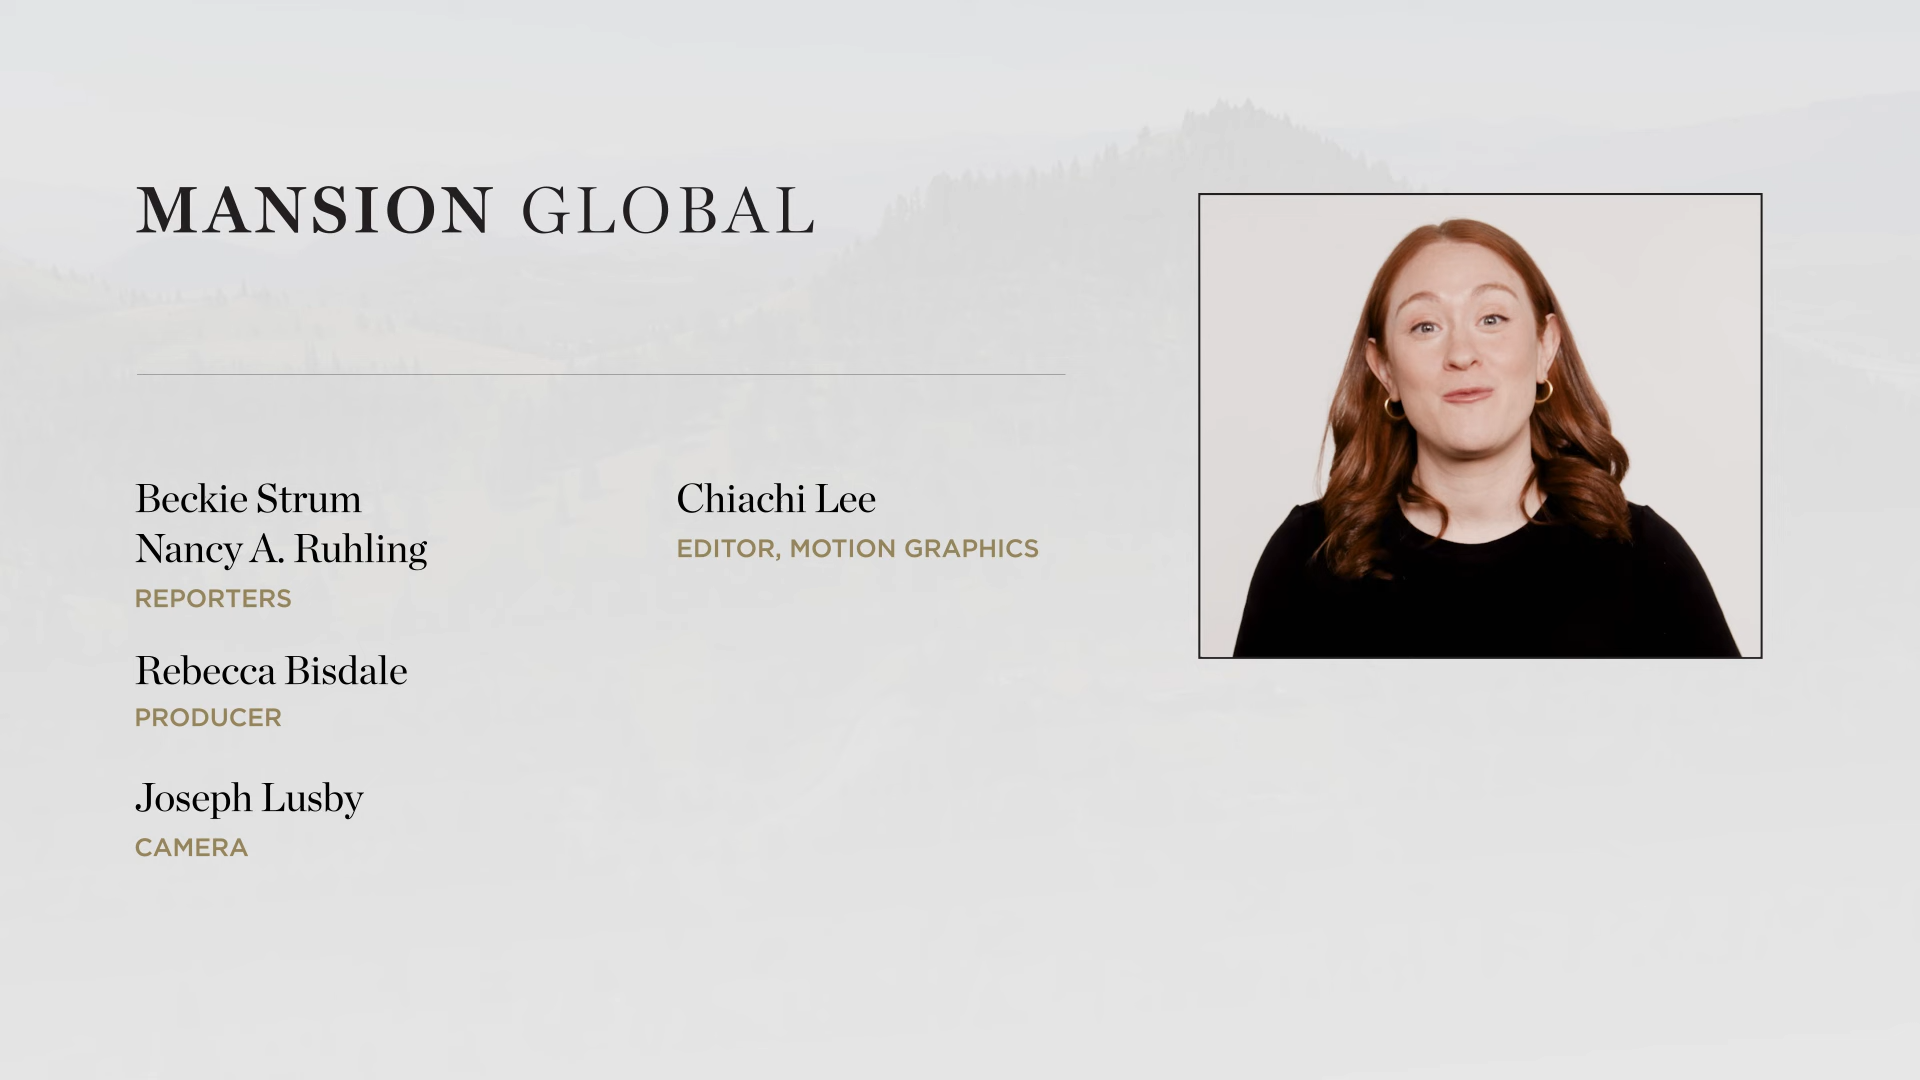 MANSION GLOBAL
Beckie Strum
Nancy A. Ruhling
REPORTERS
Rebecca Bisdale
PRODUCER
Joseph Lusby
CAMERA
Chiachi Lee
EDITOR, MOTION GRAPHICS